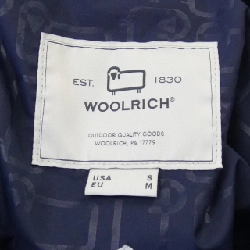 EST. 1830
WOOLRICH®
OUTDOOR QUALITY GOODS
WOOLRICH, PA 17779
USA S
EU M